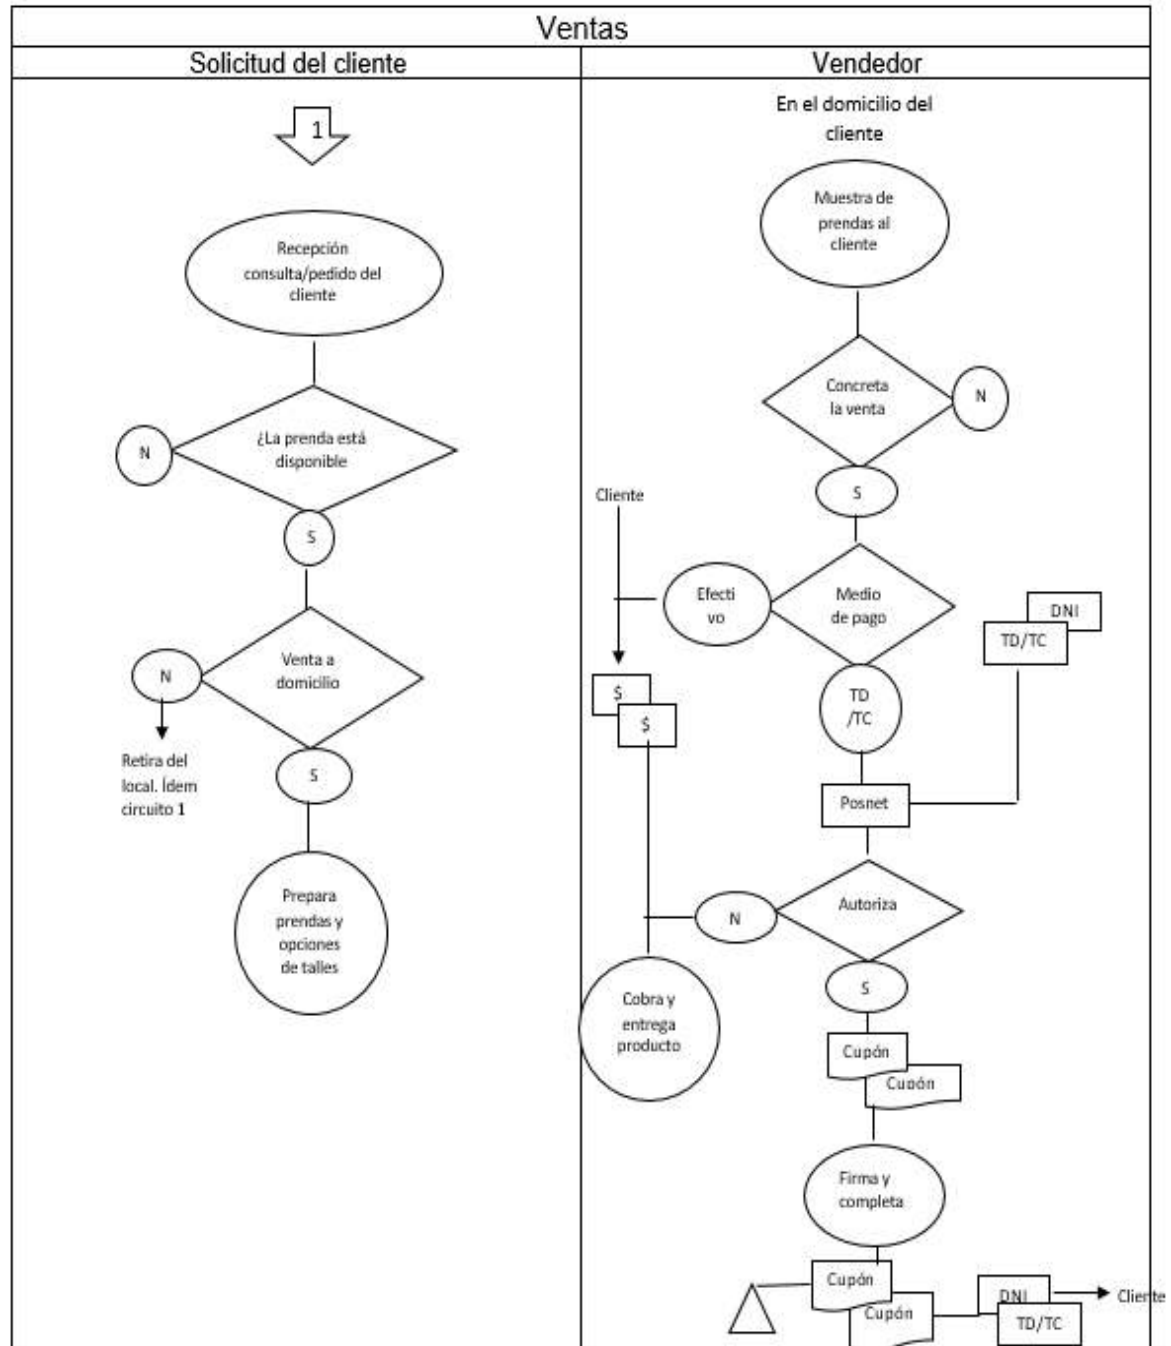 Ventas
Solicitud del cliente
Vendedor
1
Recepción
consulta/pedido del
cliente
¿La prenda está
disponible
N
S
Venta a
domicilio
N
Retira del
local. Ídem
circuito 1
S
Prepara
prendas y
opciones
de talles
En el domicilio del
cliente
Muestra de
prendas al
cliente
Concreta
la venta
N
S
Cliente
Efecti
vo
Medio
de pago
DNI
TD/TC
$
$
TD
/TC
Posnet
Autoriza
N
S
Cobra y
entrega
producto
Cupón
Cupón
Firma y
completa
Cupón
Cupón
DNI
TD/TC
Cliente